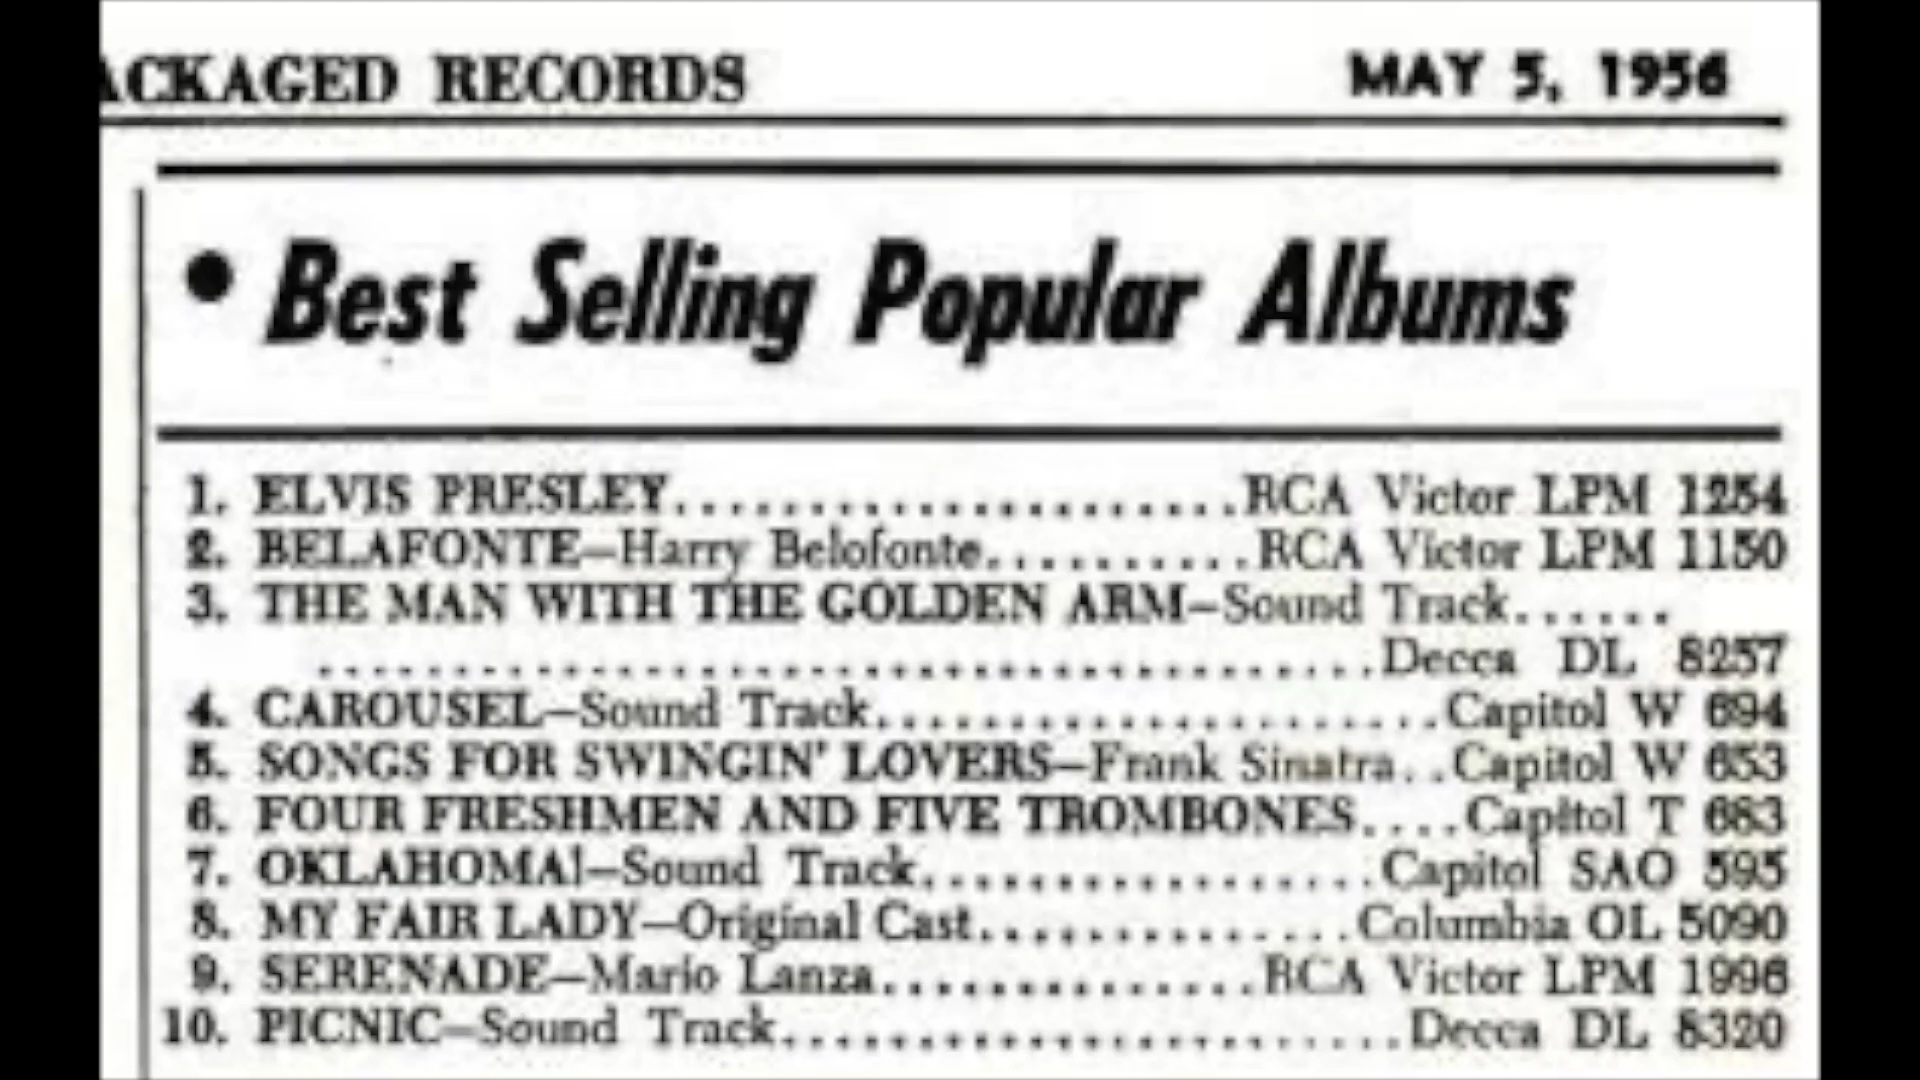 ACKAGED RECORDS MAY 5, 1956
• Best Selling Popular Albums
1. ELVIS PRESLEY.....................RCA Victor LPM 1254
2. BELAFONTE—Harry Belofonte..........RCA Victor LPM 1150
3. THE MAN WITH THE GOLDEN ARM—Sound Track......
.......................................Decca DL 8257
4. CAROUSEL—Sound Track.....................Capitol W 694
5. SONGS FOR SWINGIN' LOVERS—Frank Sinatra..Capitol W 653
6. FOUR FRESHMEN AND FIVE TROMBONES....Capitol T 683
7. OKLAHOMA!—Sound Track.................Capitol SAO 595
8. MY FAIR LADY—Original Cast..............Columbia OL 5090
9. SERENADE—Mario Lanza..............RCA Victor LPM 1996
10. PICNIC—Sound Track.......................Decca DL 8320